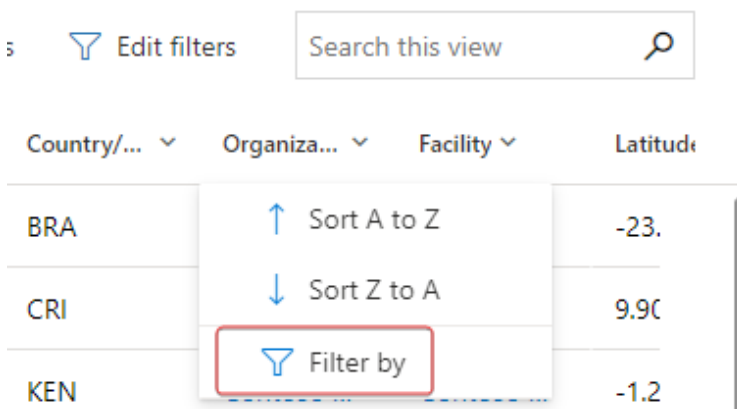 s Edit filters Search this view
Country/... Organiza... Facility Latitude
BRA Sort A to Z -23.
Sort Z to A
CRI 9.90
Filter by
KEN -1.2